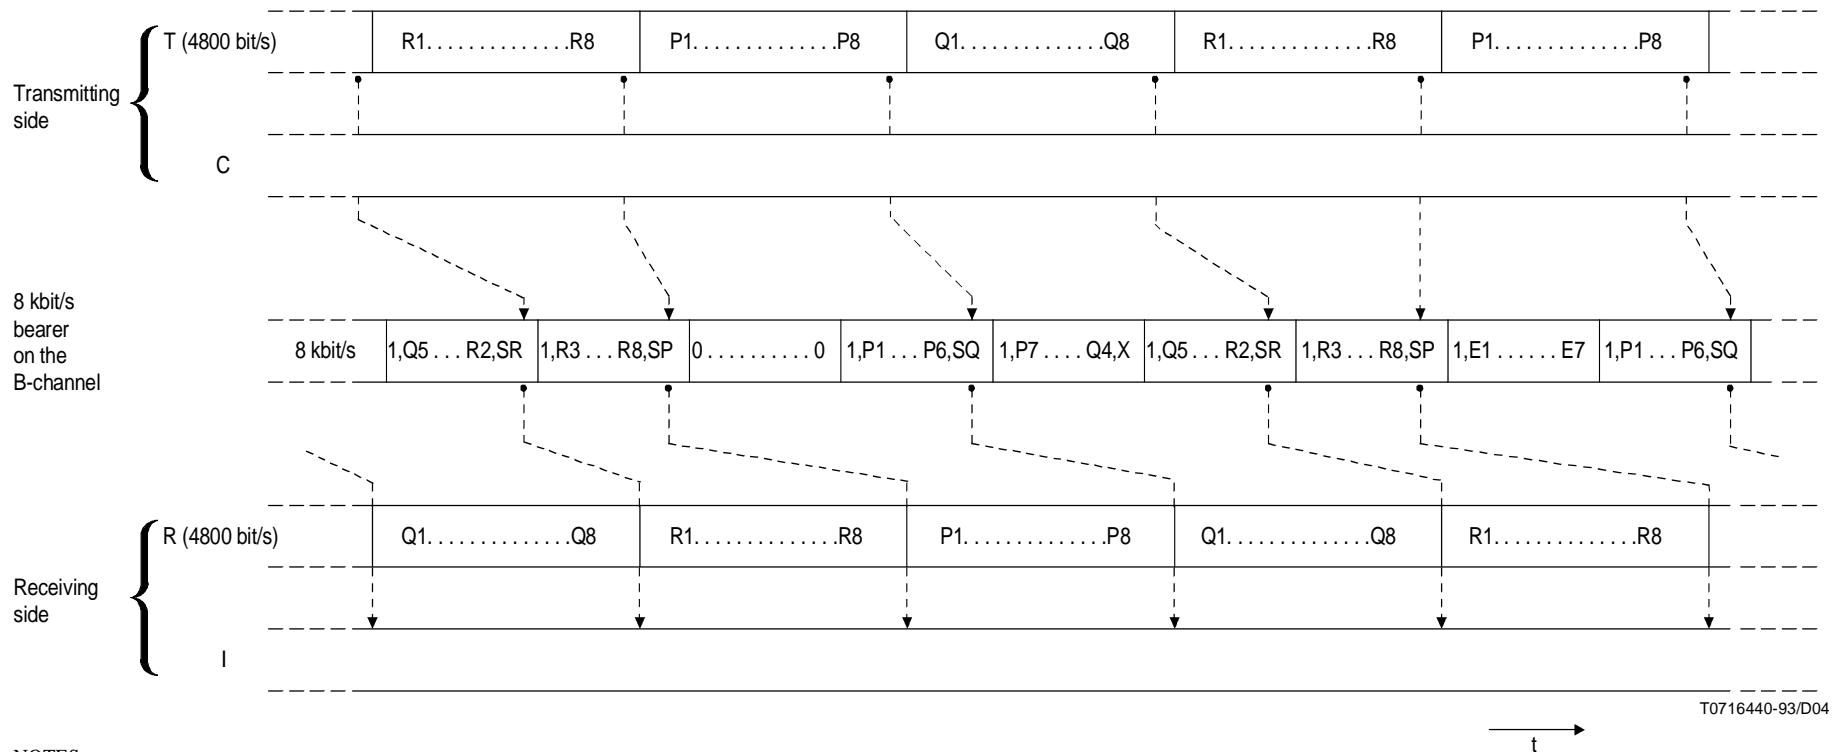 T (4800 bit/s)
R1. . . . . . . . . . . . . .R8
P1. . . . . . . . . . . . . .P8
Q1. . . . . . . . . . . . . .Q8
R1. . . . . . . . . . . . . .R8
P1. . . . . . . . . . . . . .P8
Transmitting
side
C
8 kbit/s
bearer
on the
B-channel
8 kbit/s
1,Q5 . . . R2,SR
1,R3 . . . R8,SP
0 . . . . . . . . . . 0
1,P1 . . . P6,SQ
1,P7 . . . . Q4,X
1,Q5 . . . R2,SR
1,R3 . . . R8,SP
1,E1 . . . . . . E7
1,P1 . . . P6,SQ
R (4800 bit/s)
Q1. . . . . . . . . . . . . .Q8
R1. . . . . . . . . . . . . .R8
P1. . . . . . . . . . . . . .P8
Q1. . . . . . . . . . . . . .Q8
R1. . . . . . . . . . . . . .R8
Receiving
side
I
T0716440-93/D04
t